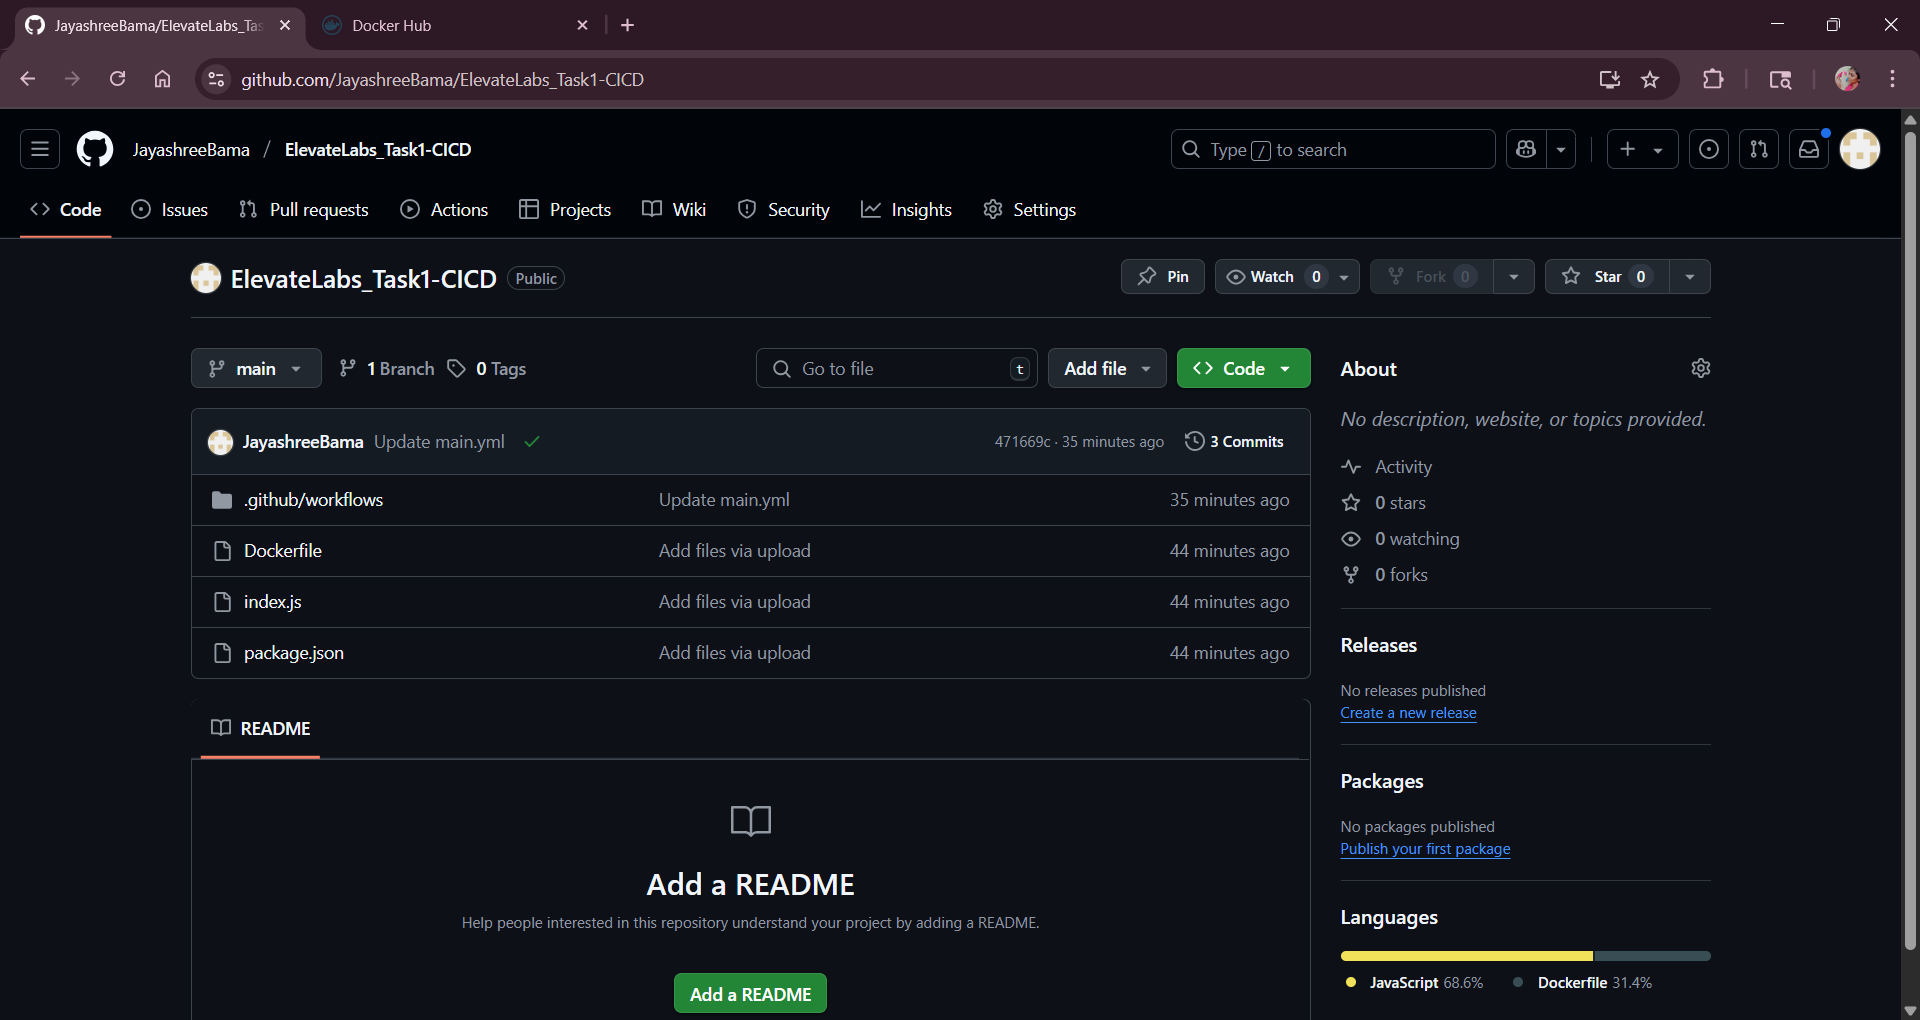 JayashreeBama/ElevateLabs_Tas
Docker Hub
github.com/JayashreeBama/ElevateLabs_Task1-CICD
JayashreeBama / ElevateLabs_Task1-CICD
Type / to search
Code Issues Pull requests Actions Projects Wiki Security Insights Settings
ElevateLabs_Task1-CICD Public
Pin Watch 0 Fork 0 Star 0
main 1 Branch 0 Tags
Go to file t Add file Code
JayashreeBama Update main.yml 471669c · 35 minutes ago 3 Commits
.github/workflows Update main.yml 35 minutes ago
Dockerfile Add files via upload 44 minutes ago
index.js Add files via upload 44 minutes ago
package.json Add files via upload 44 minutes ago
README
Add a README
Help people interested in this repository understand your project by adding a README.
Add a README
About
No description, website, or topics provided.
Activity
0 stars
0 watching
0 forks
Releases
No releases published
Create a new release
Packages
No packages published
Publish your first package
Languages
JavaScript 68.6% Dockerfile 31.4%